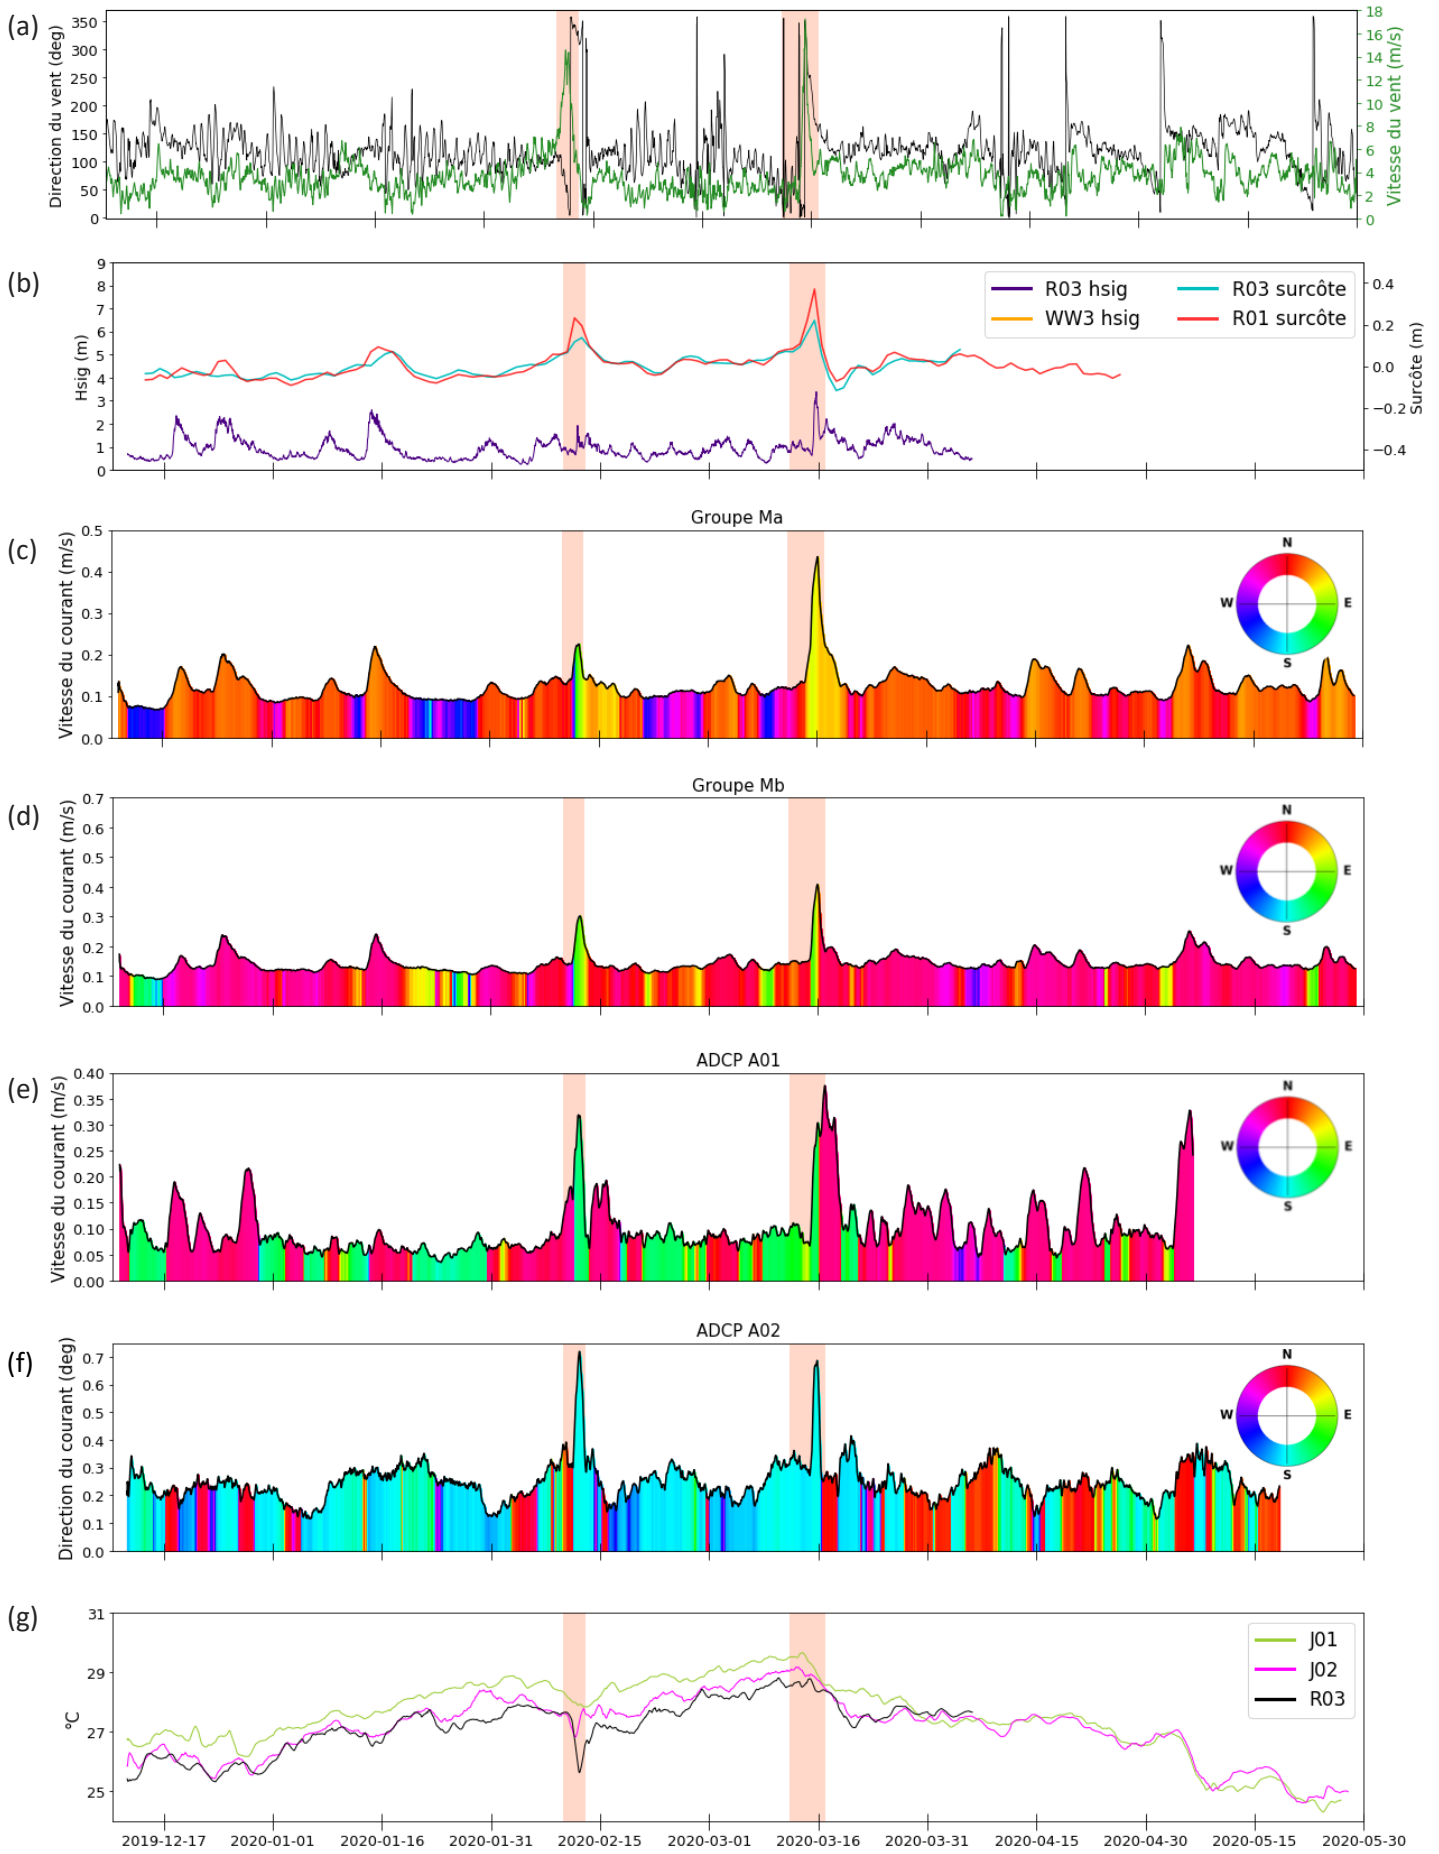 (a)
Direction du vent (deg)
350
300
250
200
150
100
50
0
18
16
14
12
10
8
6
4
2
0
Vitesse du vent (m/s)
(b)
Hsig (m)
9
8
7
6
5
4
3
2
1
0
R03 hsig
WW3 hsig
R03 surcôte
R01 surcôte
0.4
0.2
0.0
−0.2
−0.4
Surcôte (m)
Groupe Ma
(c)
Vitesse du courant (m/s)
0.5
0.4
0.3
0.2
0.1
0.0
N
W E
S
Groupe Mb
(d)
Vitesse du courant (m/s)
0.7
0.6
0.5
0.4
0.3
0.2
0.1
0.0
N
W E
S
ADCP A01
(e)
Vitesse du courant (m/s)
0.40
0.35
0.30
0.25
0.20
0.15
0.10
0.05
0.00
N
W E
S
ADCP A02
(f)
Direction du courant (deg)
0.7
0.6
0.5
0.4
0.3
0.2
0.1
0.0
N
W E
S
(g)
°C
31
29
27
25
J01
J02
R03
2019-12-17 2020-01-01 2020-01-16 2020-01-31 2020-02-15 2020-03-01 2020-03-16 2020-03-31 2020-04-15 2020-04-30 2020-05-15 2020-05-30